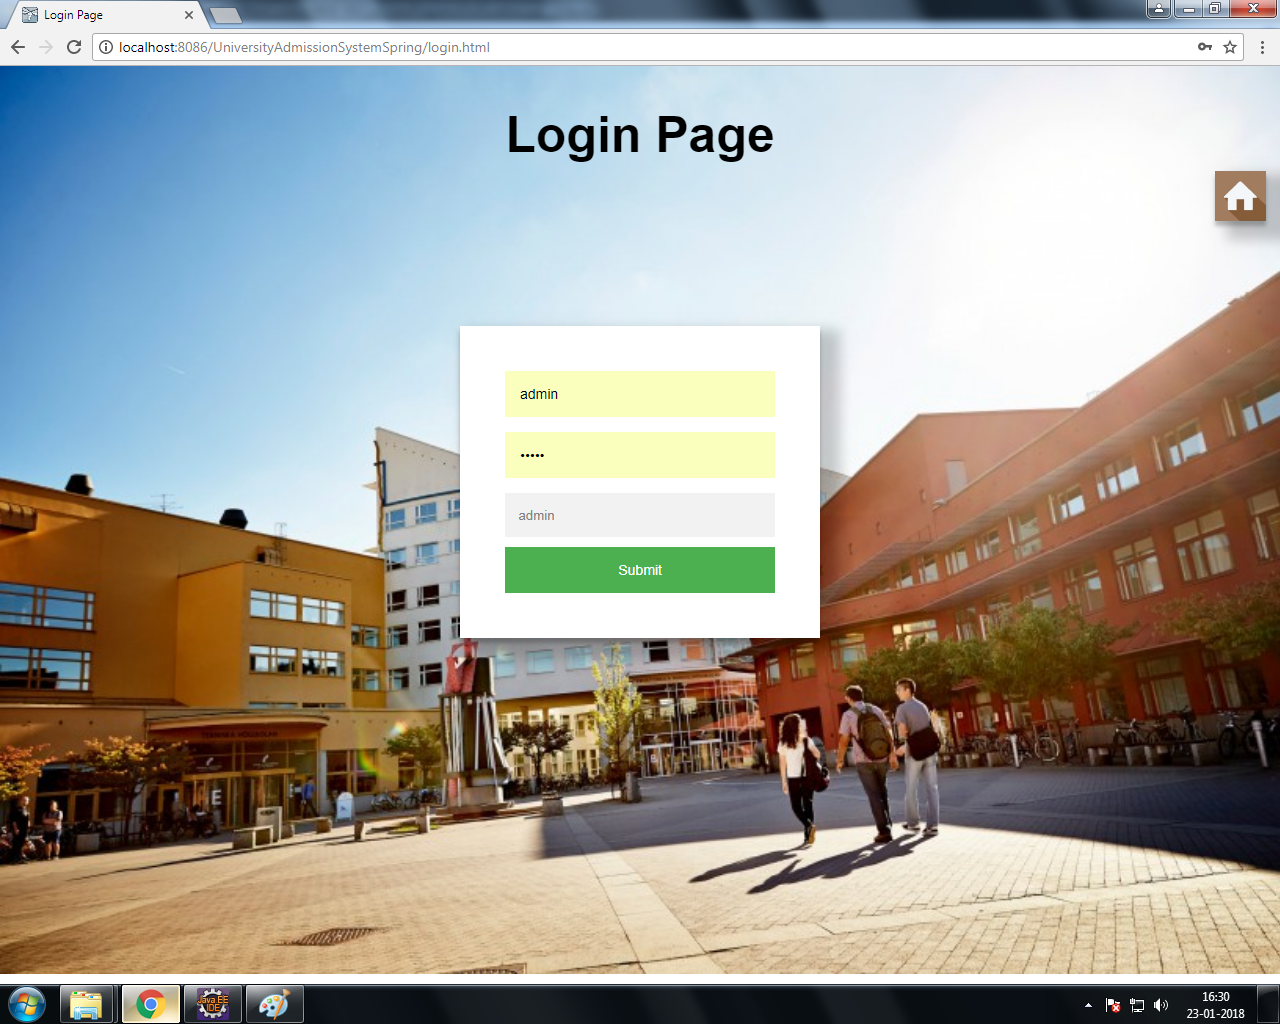 Login Page
localhost:8086/UniversityAdmissionSystemSpring/login.html
Login Page
admin
•••••
admin
Submit
E
E
Java EE
IDE
16:30
23-01-2018